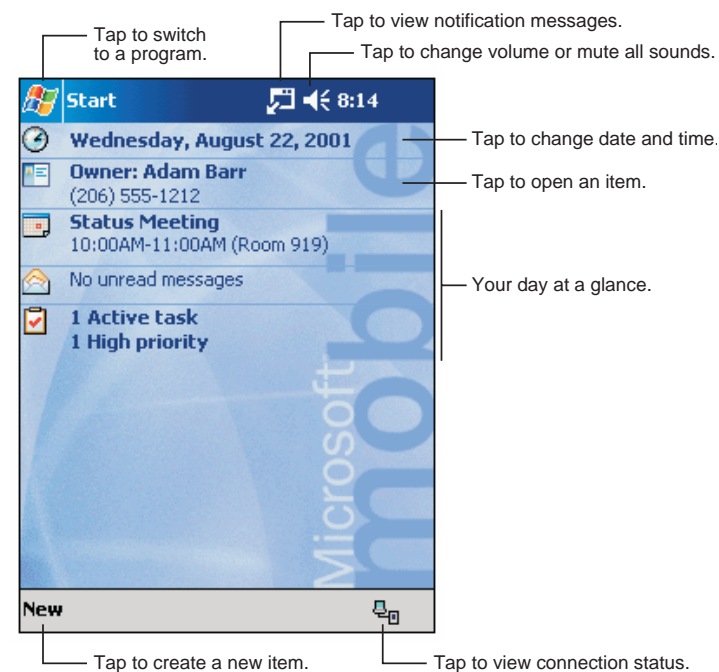 Tap to view notification messages.
Tap to switch
to a program.
Tap to change volume or mute all sounds.
Start
8:14
Wednesday, August 22, 2001
Tap to change date and time.
Owner: Adam Barr
(206) 555-1212
Tap to open an item.
Status Meeting
10:00AM-11:00AM (Room 919)
No unread messages
Your day at a glance.
1 Active task
1 High priority
Microsoft
mobile
New
Tap to create a new item.
Tap to view connection status.